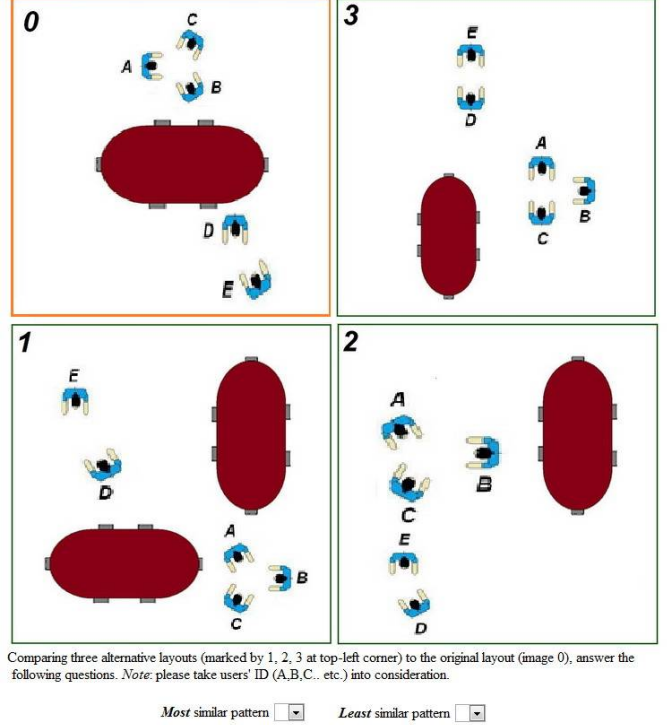 0
C
A
B
D
E
3
E
D
A
B
C
1
E
D
A
B
C
2
A
B
C
E
D
Comparing three alternative layouts (marked by 1, 2, 3 at top-left corner) to the original layout (image 0), answer the
following questions. Note: please take users' ID (A,B,C.. etc.) into consideration.
Most similar pattern Least similar pattern